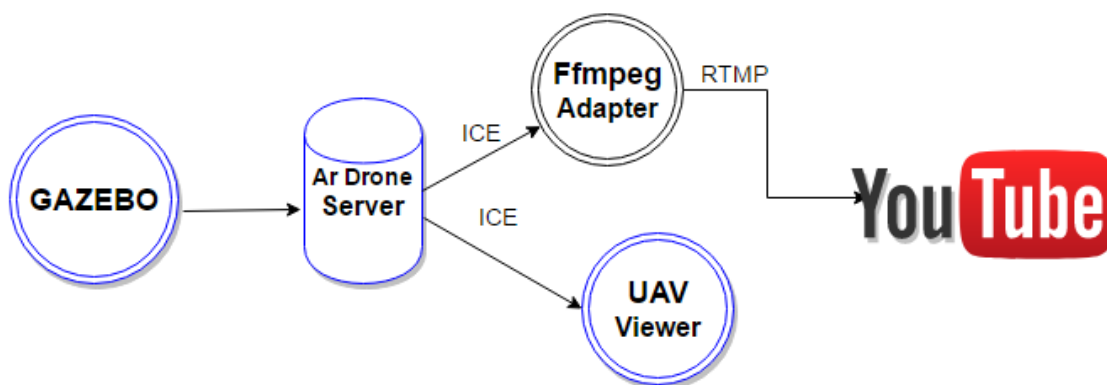 GAZEBO
Ar Drone
Server
ICE
ICE
Ffmpeg
Adapter
RTMP
UAV
Viewer
YouTube